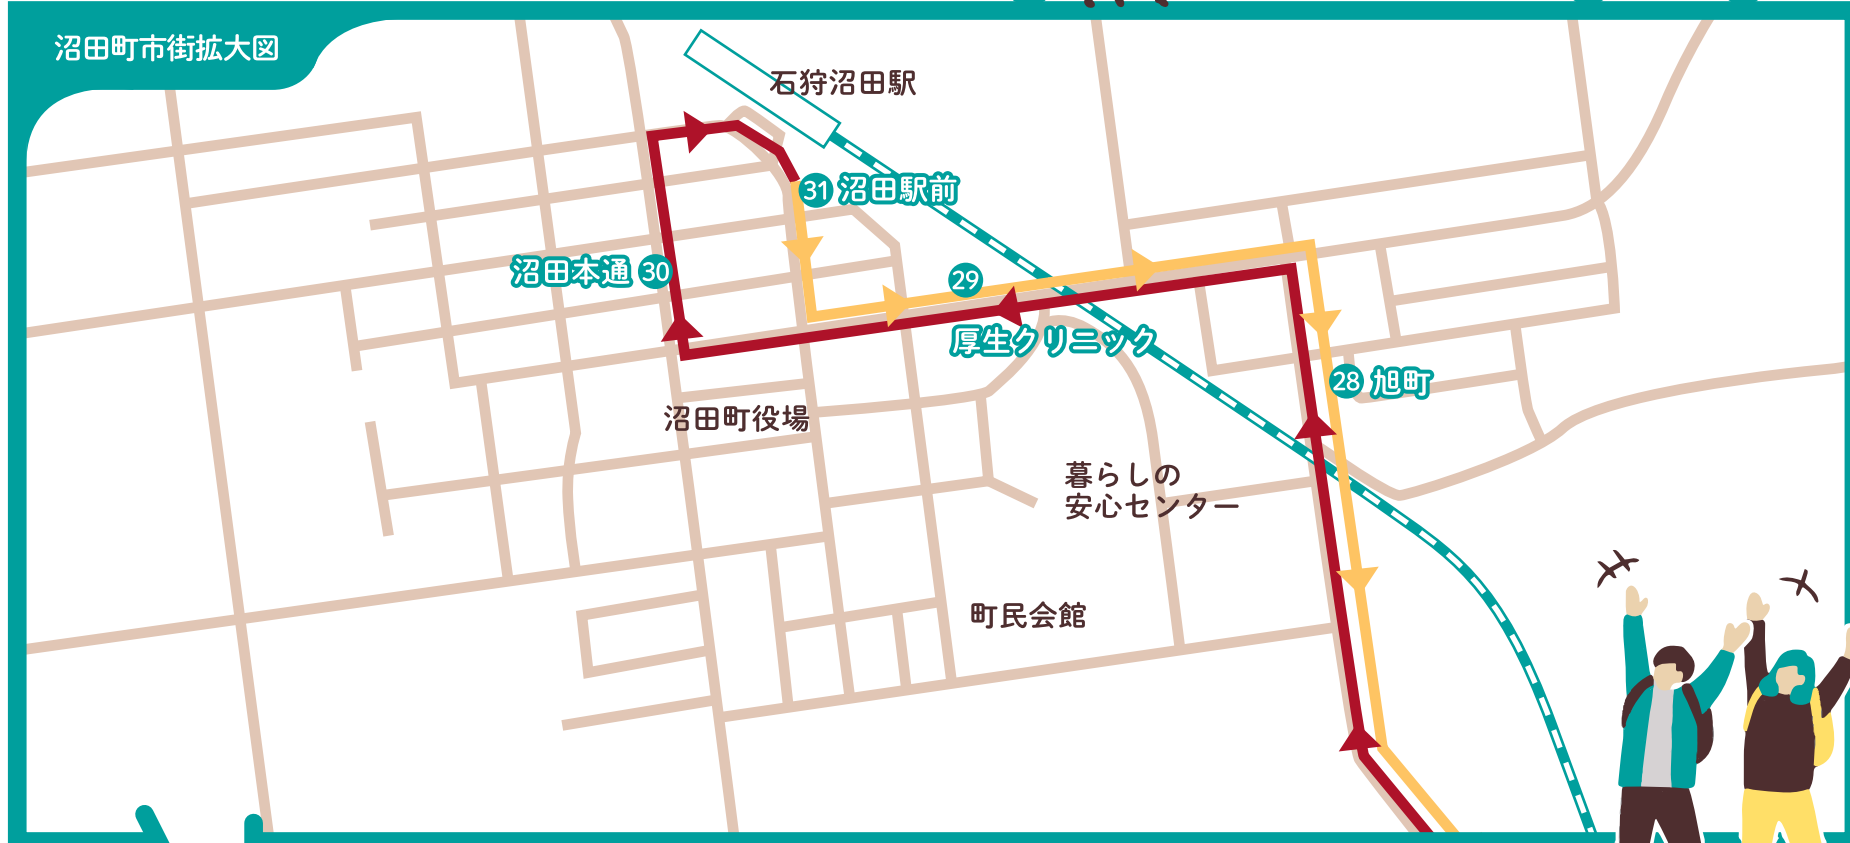 沼田町市街拡大図
石狩沼田駅
31 沼田駅前
沼田本通 30
29
厚生クリニック
28 旭町
沼田町役場
暮らしの
安心センター
町民会館